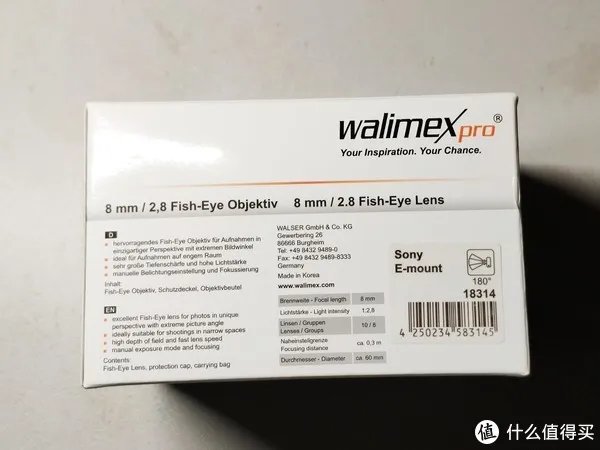 walimex pro ®
Your Inspiration. Your Chance.
8 mm / 2,8 Fish-Eye Objektiv 8 mm / 2.8 Fish-Eye Lens
D
hervorragendes Fish-Eye Objektiv für Aufnahmen in
einzigartiger Perspektive mit extremen Bildwinkel
ideal für Aufnahmen auf engem Raum
sehr große Tiefenschärfe und hohe Lichtstärke
manuelle Belichtungseinstellung und Fokussierung
Inhalt:
Fish-Eye Objektiv, Schutzdeckel, Objektivbeutel
EN
excellent Fish-Eye lens for photos in unique
perspective with extreme picture angle
ideally suitable for shootings in narrow spaces
high depth of field and fast lens speed
manual exposure mode and focusing
Contents:
Fish-Eye Lens, protection cap, carrying bag
WALSER GmbH & Co. KG
Gewerbering 26
86666 Burgheim
Tel: +49 8432 9489-0
Fax: +49 8432 9489-8333
Germany
Made in Korea
www.walimex.com
Brennweite - Focal length 8 mm
Lichtstärke - Light intensity 1:2,8
Linsen / Gruppen
Lenses / Groups 10 / 8
Naheinstellgrenze
Focusing distance ca. 0,3 m
Durchmesser - Diameter ca. 60 mm
Sony
E-mount
180°
18314
4 250234 583145
值 什么值得买